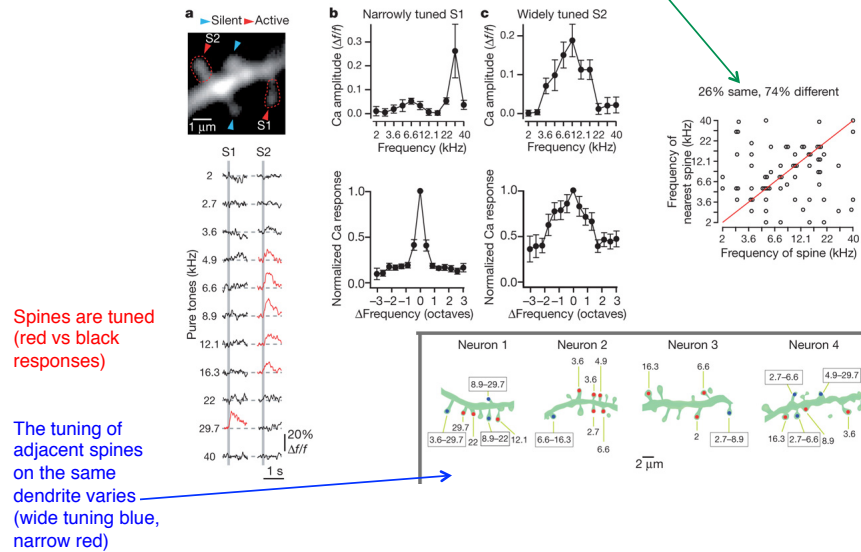 a
Silent Active
S2
1 μm
S1
S1 S2
Pure tones (kHz)
2
2.7
3.6
4.9
6.6
8.9
12.1
16.3
22
29.7
40
20%
Δf/f
1 s
b Narrowly tuned S1
Ca amplitude (Δf/f)
0.3
0.2
0.1
0.0
2 3.6 6.6 12.1 22 40
Frequency (kHz)
Normalized Ca response
1.0
0.5
0.0
−3 −2 −1 0 1 2 3
ΔFrequency (octaves)
c Widely tuned S2
Ca amplitude (Δf/f)
0.2
0.1
0.0
2 3.6 6.6 12.1 22 40
Frequency (kHz)
Normalized Ca response
1.0
0.5
0.0
−3 −2 −1 0 1 2 3
ΔFrequency (octaves)
26% same, 74% different
Frequency of
nearest spine (kHz)
40
22
12.1
6.6
3.6
2
2 3.6 6.6 12.1 22 40
Frequency of spine (kHz)
Spines are tuned
(red vs black
responses)
The tuning of
adjacent spines
on the same
dendrite varies
(wide tuning blue,
narrow red)
Neuron 1
8.9–29.7
3.6–29.7
29.7
22
8.9–22
12.1
Neuron 2
3.6
4.9
3.6
6.6–16.3
2.7
6.6
Neuron 3
16.3
6.6
2
2.7–8.9
2 μm
Neuron 4
2.7–6.6
4.9–29.7
16.3
2.7–6.6
8.9
3.6